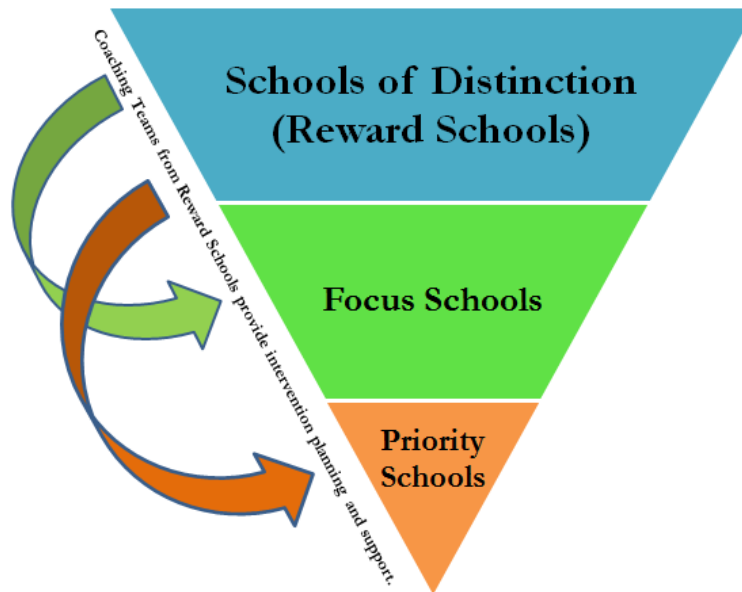 Schools of Distinction
(Reward Schools)
Focus Schools
Priority
Schools
Coaching Teams from Reward Schools provide intervention planning and support.